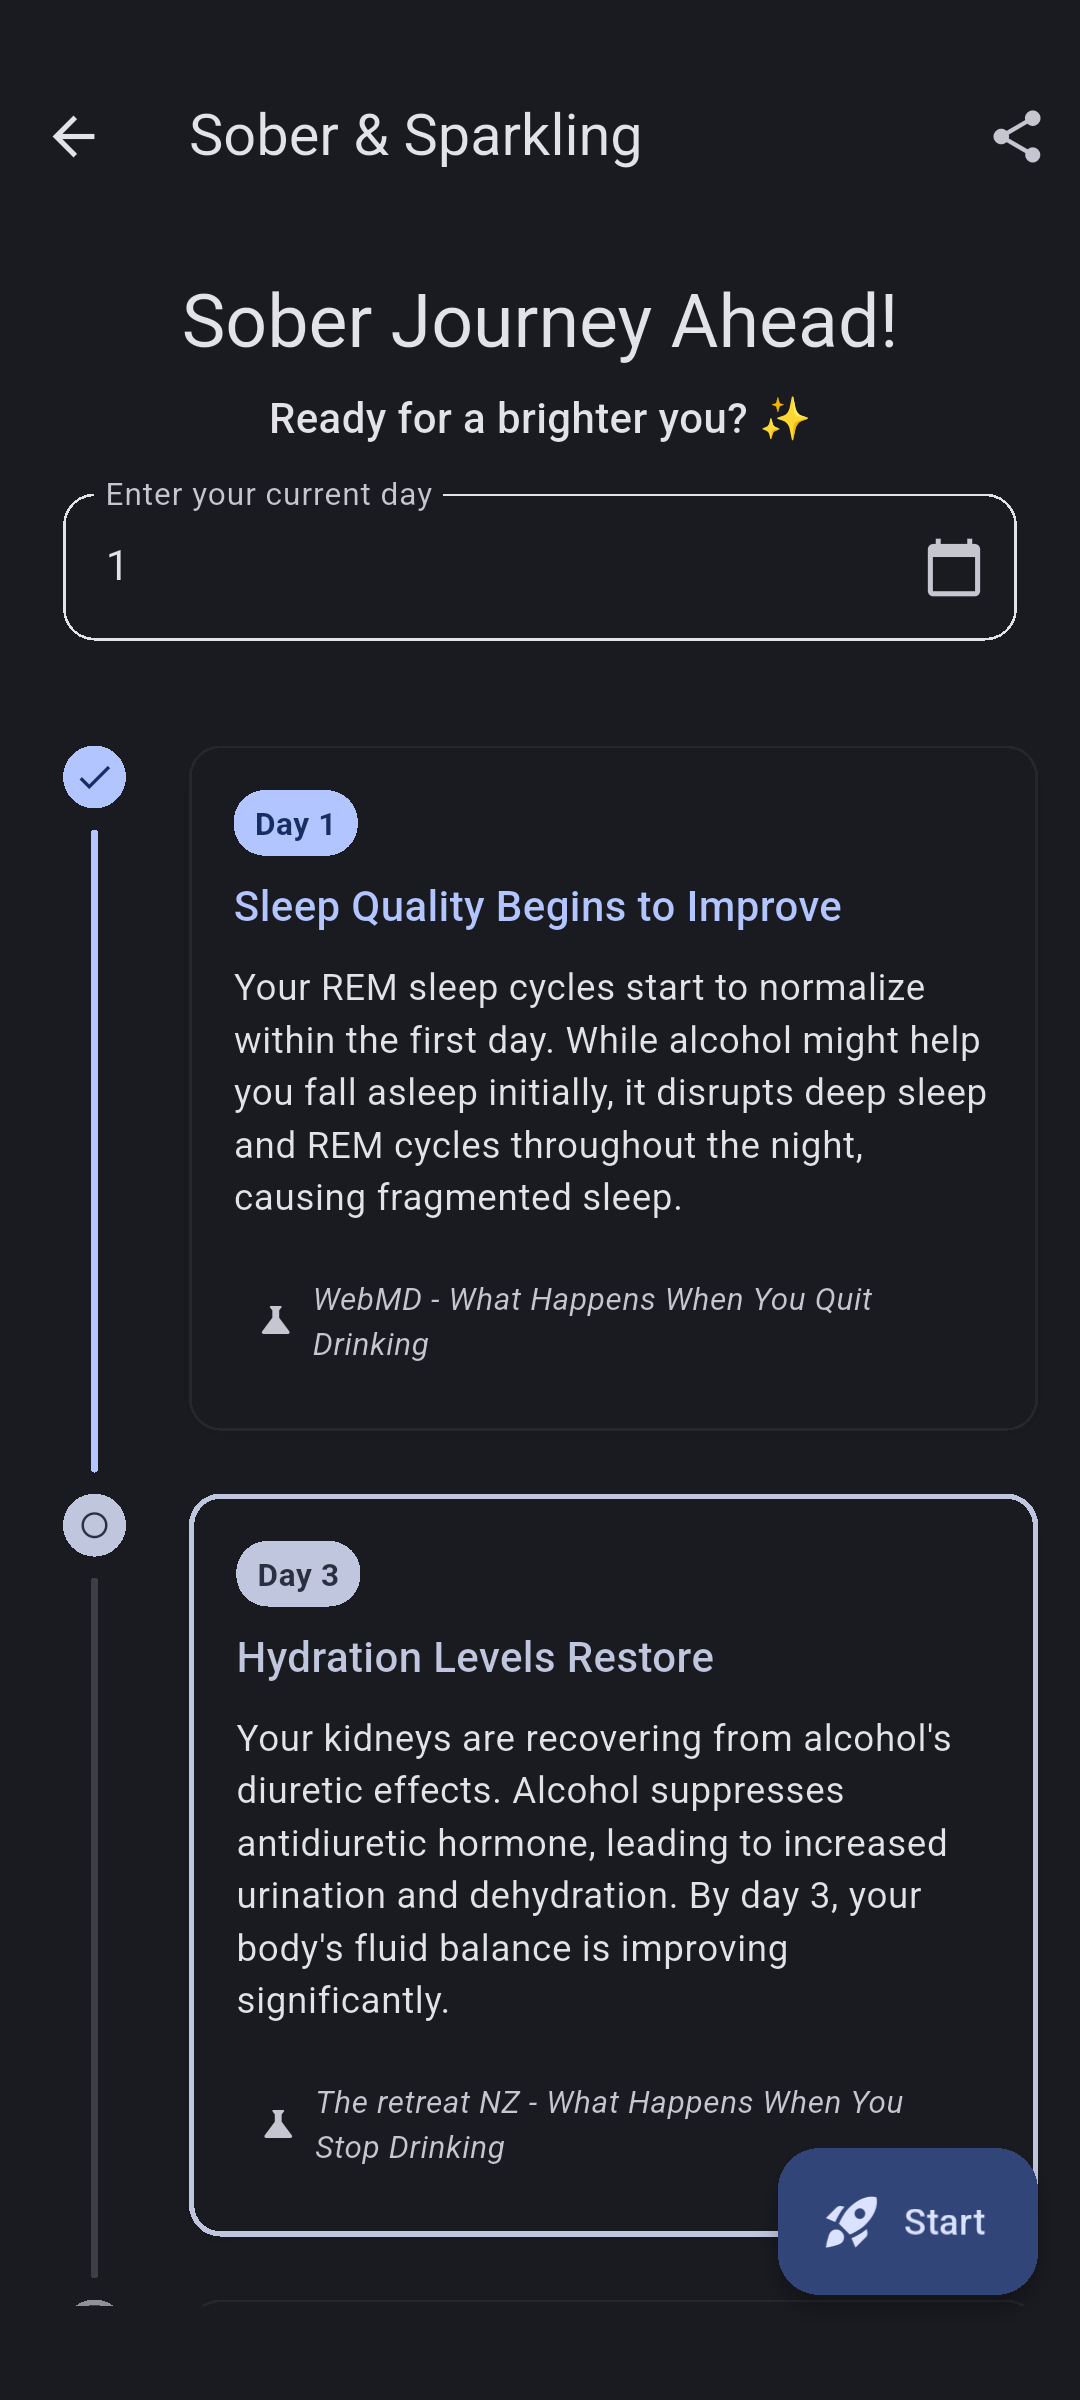 Sober & Sparkling
Sober Journey Ahead!
Ready for a brighter you? ✨
Enter your current day
1
Day 1
Sleep Quality Begins to Improve
Your REM sleep cycles start to normalize
within the first day. While alcohol might help
you fall asleep initially, it disrupts deep sleep
and REM cycles throughout the night,
causing fragmented sleep.
WebMD - What Happens When You Quit
Drinking
Day 3
Hydration Levels Restore
Your kidneys are recovering from alcohol's
diuretic effects. Alcohol suppresses
antidiuretic hormone, leading to increased
urination and dehydration. By day 3, your
body's fluid balance is improving
significantly.
The retreat NZ - What Happens When You
Stop Drinking
Start